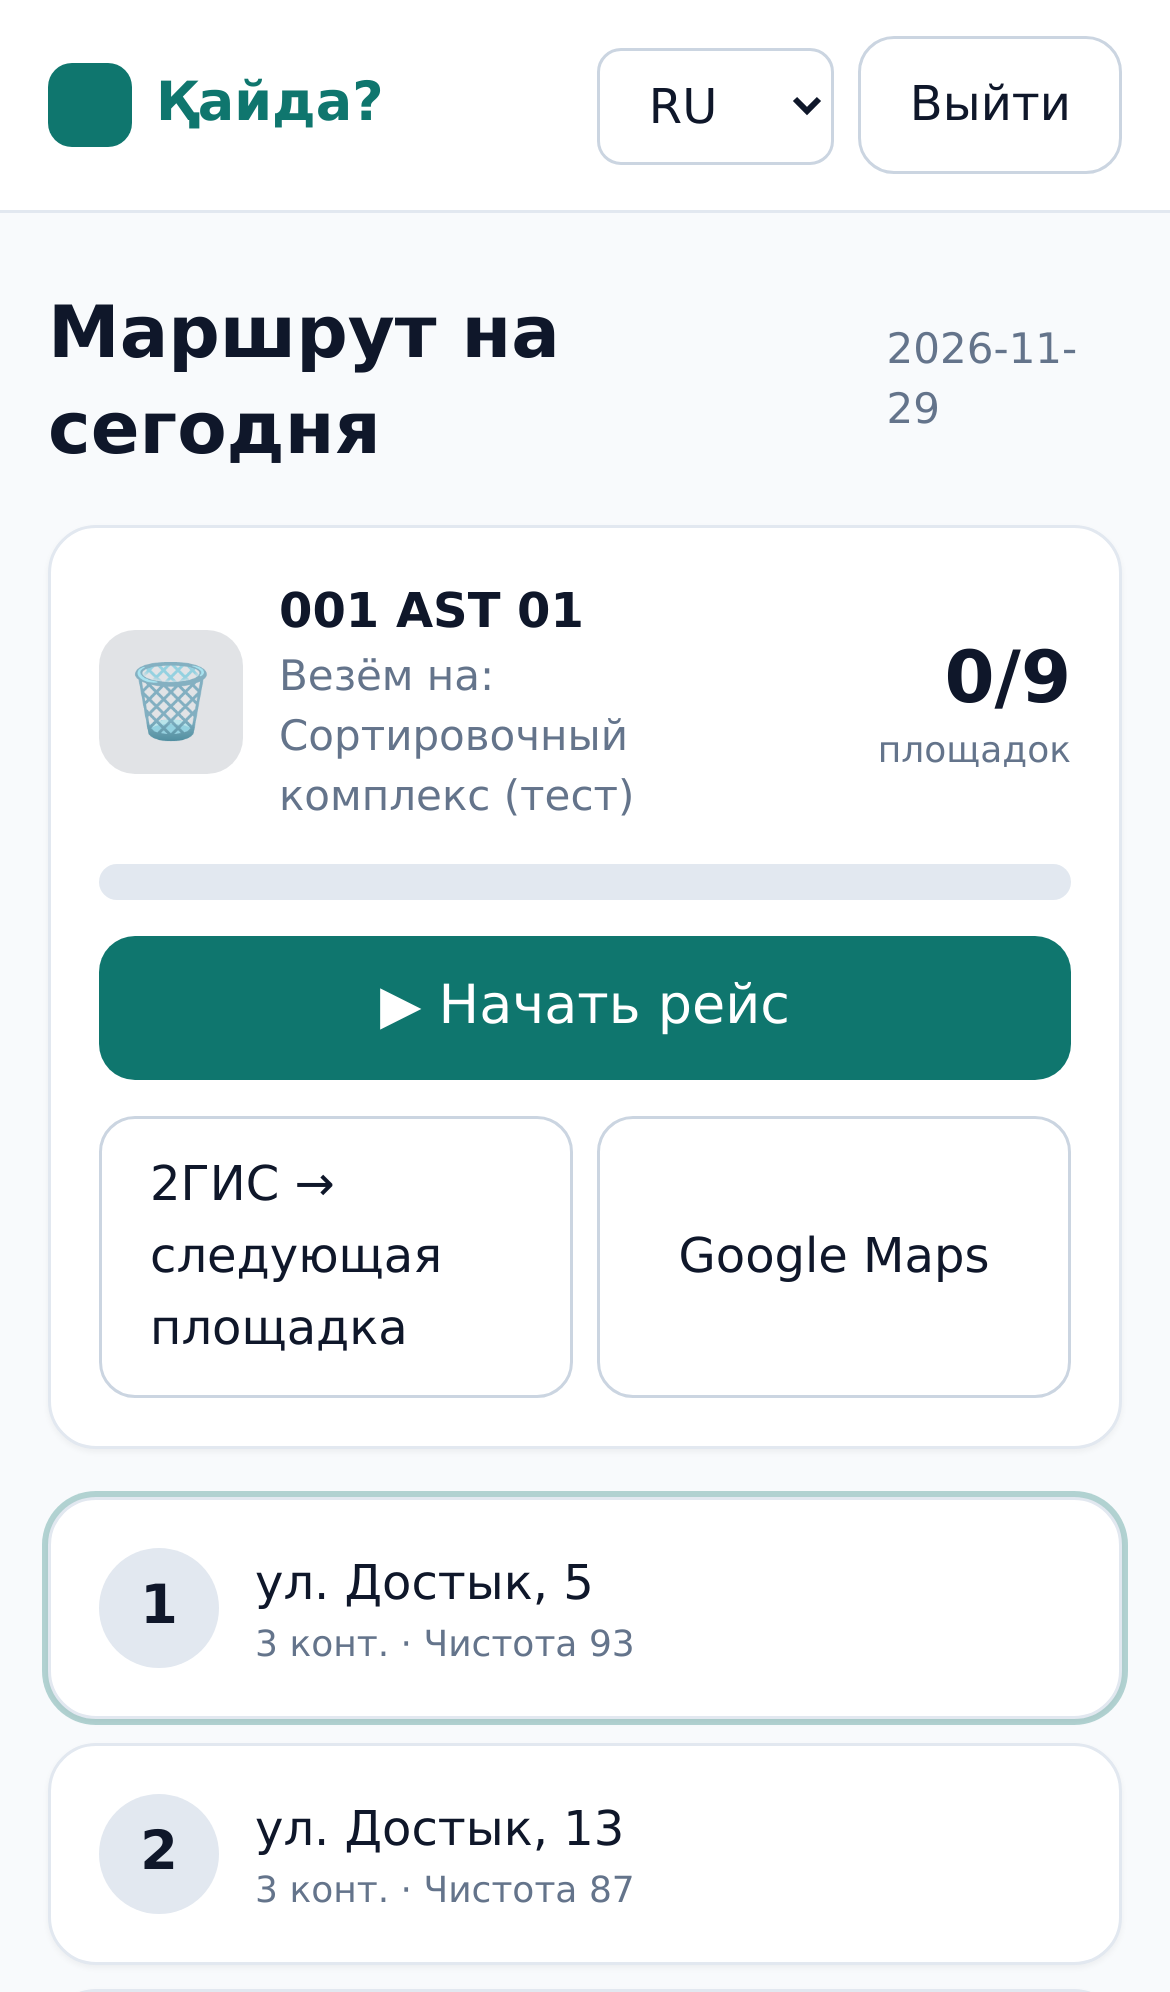 Қайда?
RU
Выйти
Маршрут на
сегодня
2026-11-
29
001 AST 01
Везём на:
Сортировочный
комплекс (тест)
0/9
площадок
▶ Начать рейс
2ГИС →
следующая
площадка
Google Maps
1
ул. Достык, 5
3 конт. · Чистота 93
2
ул. Достык, 13
3 конт. · Чистота 87